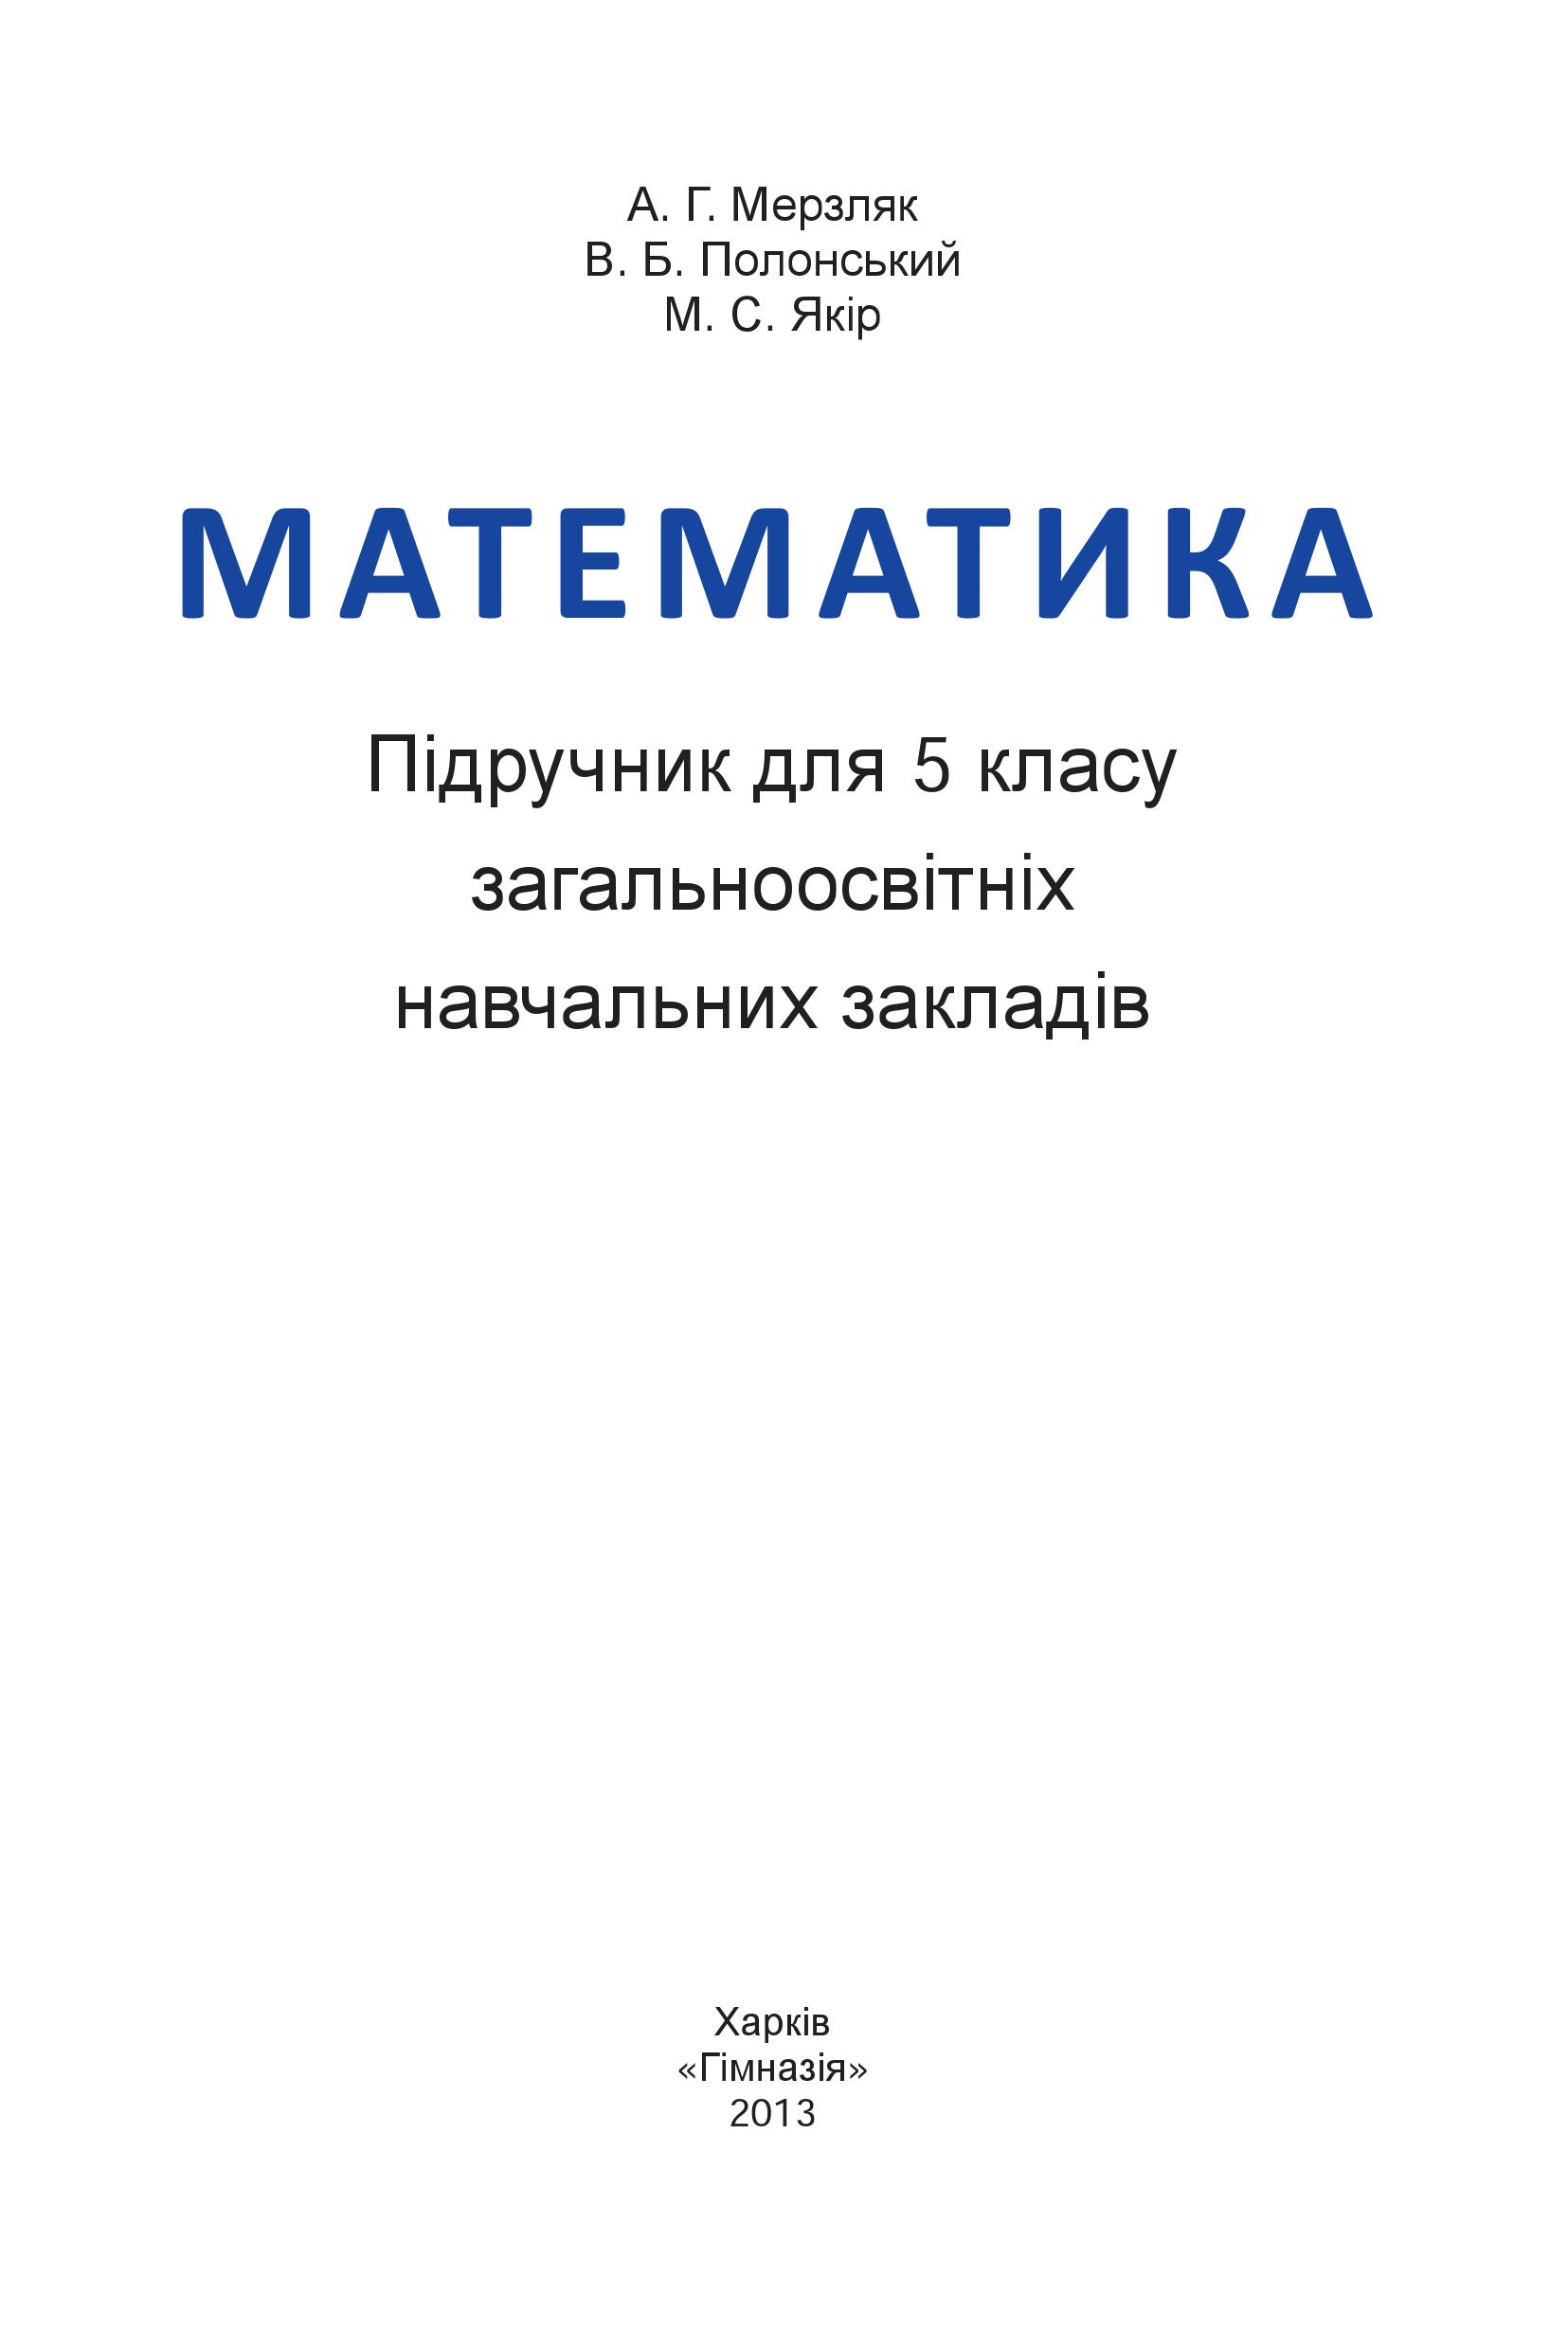 А. Г. Мерзляк
В. Б. Полонський
М. С. Якір
МАТЕМАТИКА
Підручник для 5 класу
загальноосвітніх
навчальних закладів
Харків
«Гімназія»
2013